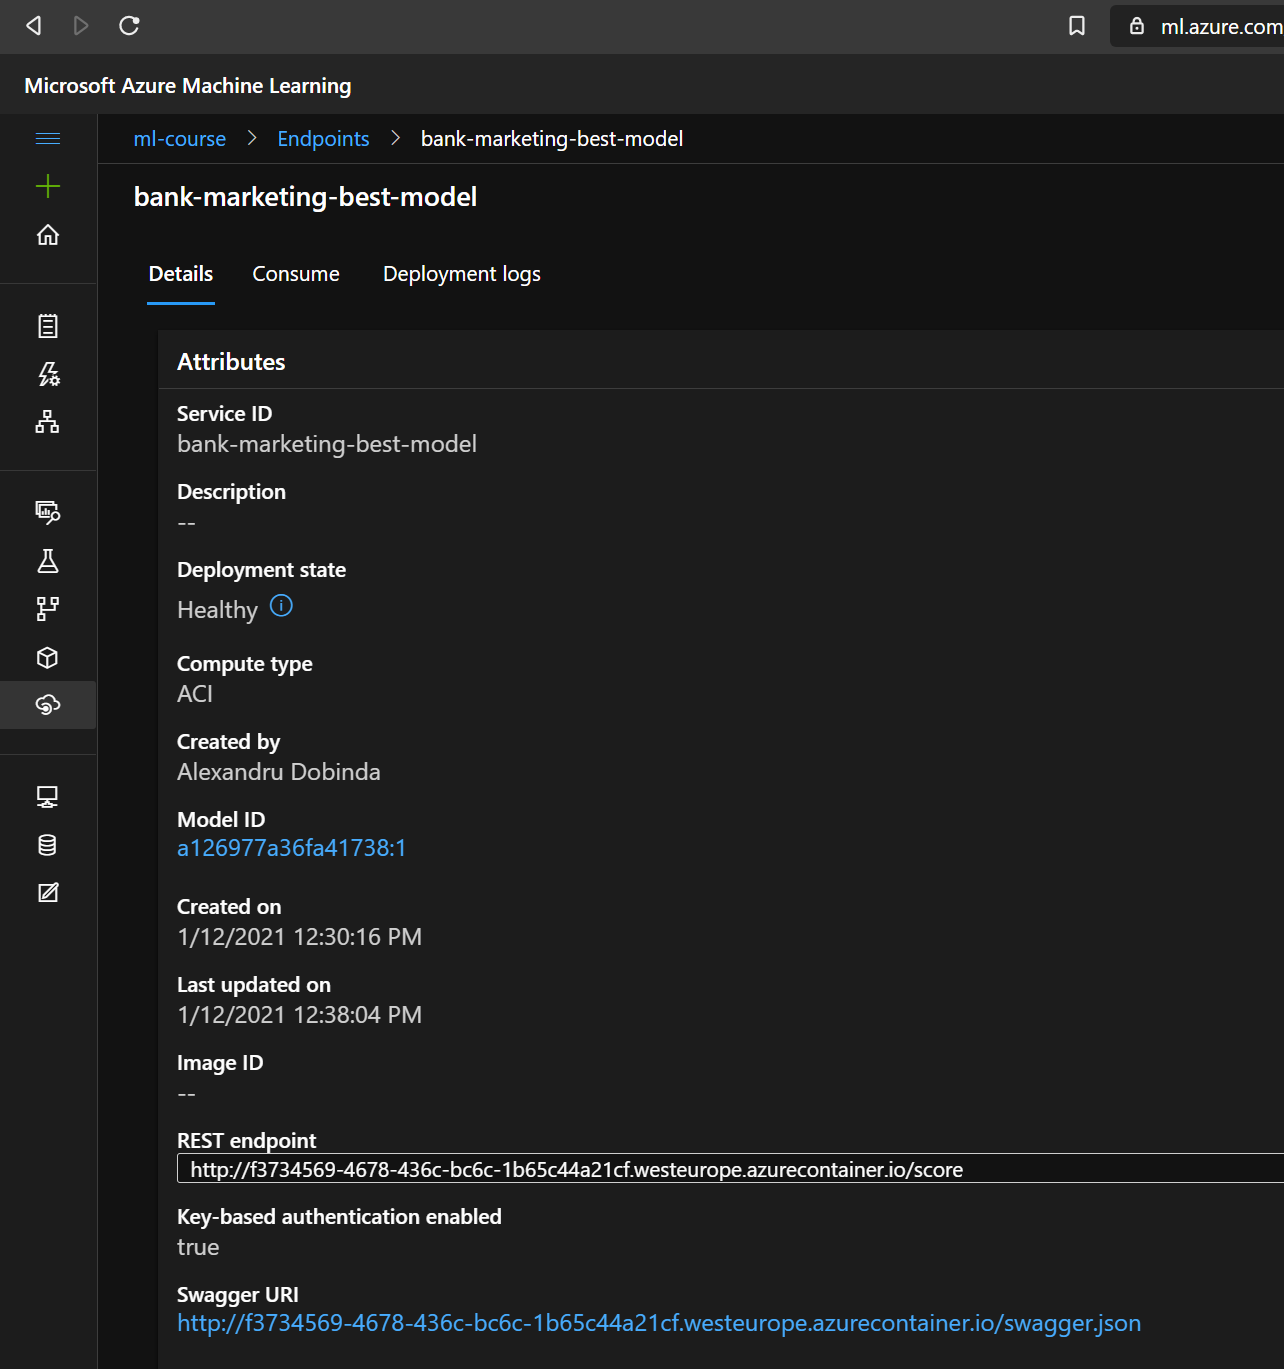 ml.azure.com
Microsoft Azure Machine Learning
ml-course > Endpoints > bank-marketing-best-model
bank-marketing-best-model
Details Consume Deployment logs
Attributes
Service ID
bank-marketing-best-model
Description
--
Deployment state
Healthy
Compute type
ACI
Created by
Alexandru Dobinda
Model ID
a126977a36fa41738:1
Created on
1/12/2021 12:30:16 PM
Last updated on
1/12/2021 12:38:04 PM
Image ID
--
REST endpoint
http://f3734569-4678-436c-bc6c-1b65c44a21cf.westeurope.azurecontainer.io/score
Key-based authentication enabled
true
Swagger URI
http://f3734569-4678-436c-bc6c-1b65c44a21cf.westeurope.azurecontainer.io/swagger.json